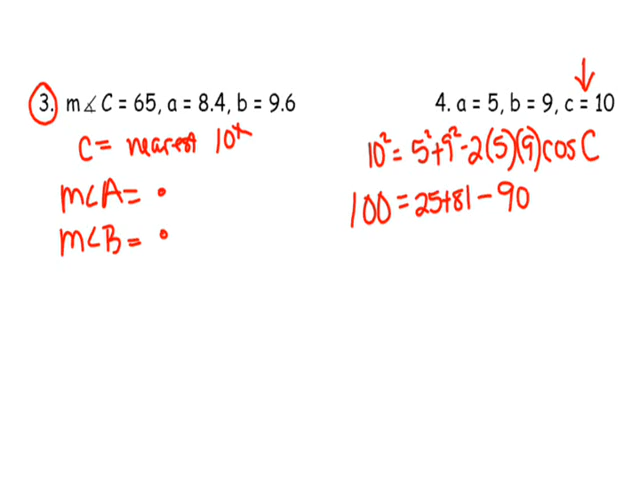 3. m∡C = 65, a = 8.4, b = 9.6
C = nearest 10th
m<A = °
m<B = °
4. a = 5, b = 9, c = 10
10² = 5² + 9² - 2(5)(9) cos C
100 = 25+81 - 90